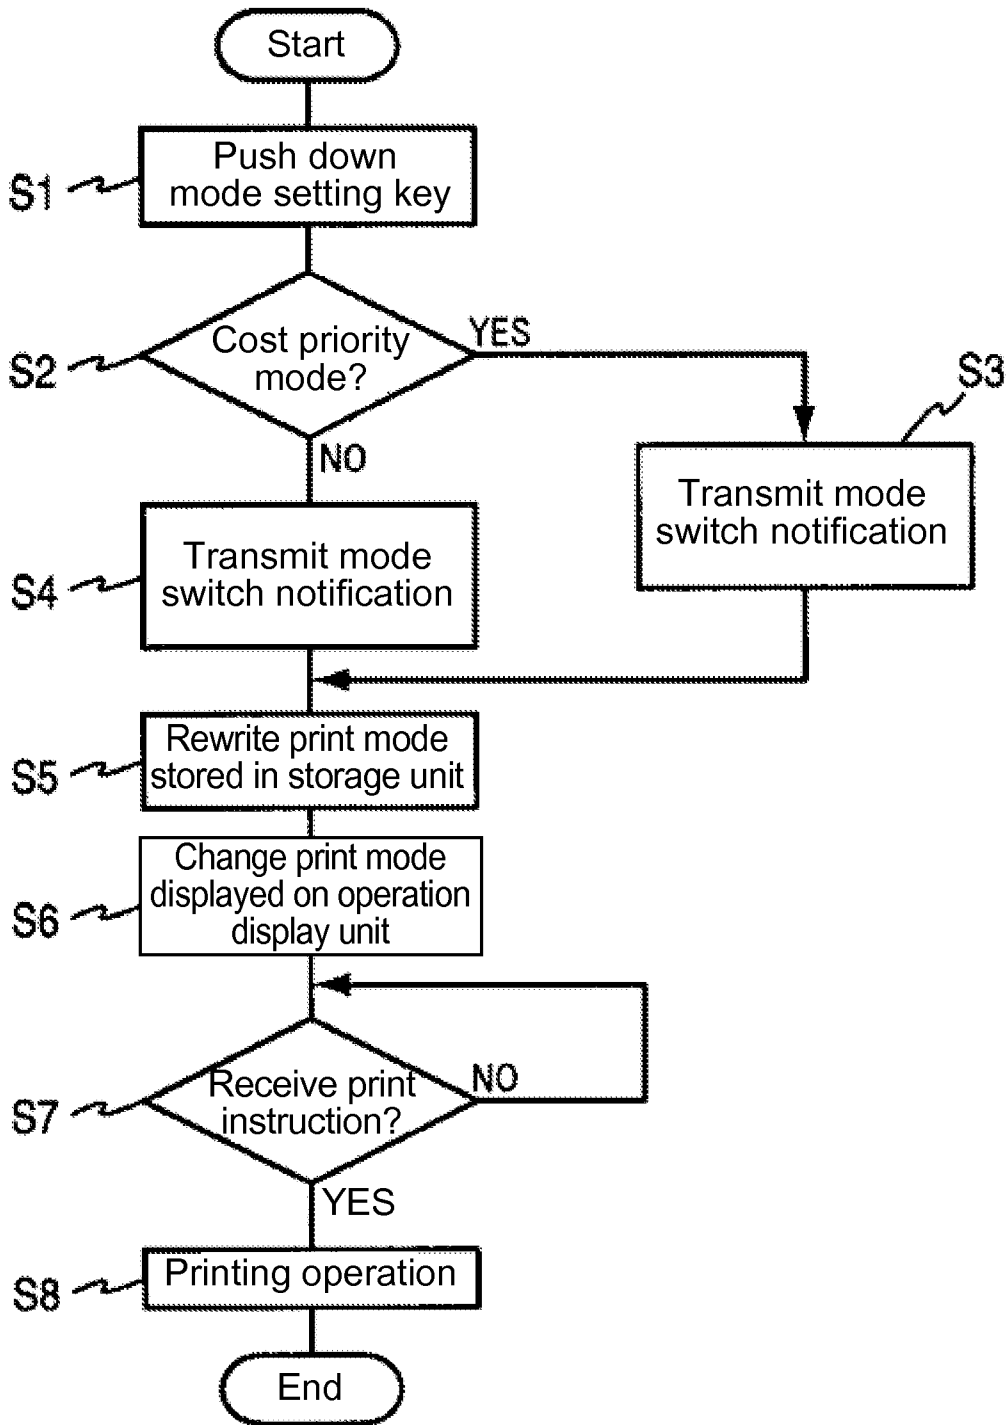 Start
Push down
mode setting key
S1
Cost priority
mode?
S2
YES
S3
NO
Transmit mode
switch notification
Transmit mode
switch notification
S4
Rewrite print mode
stored in storage unit
S5
Change print mode
displayed on operation
display unit
S6
Receive print
instruction?
S7
NO
YES
Printing operation
S8
End